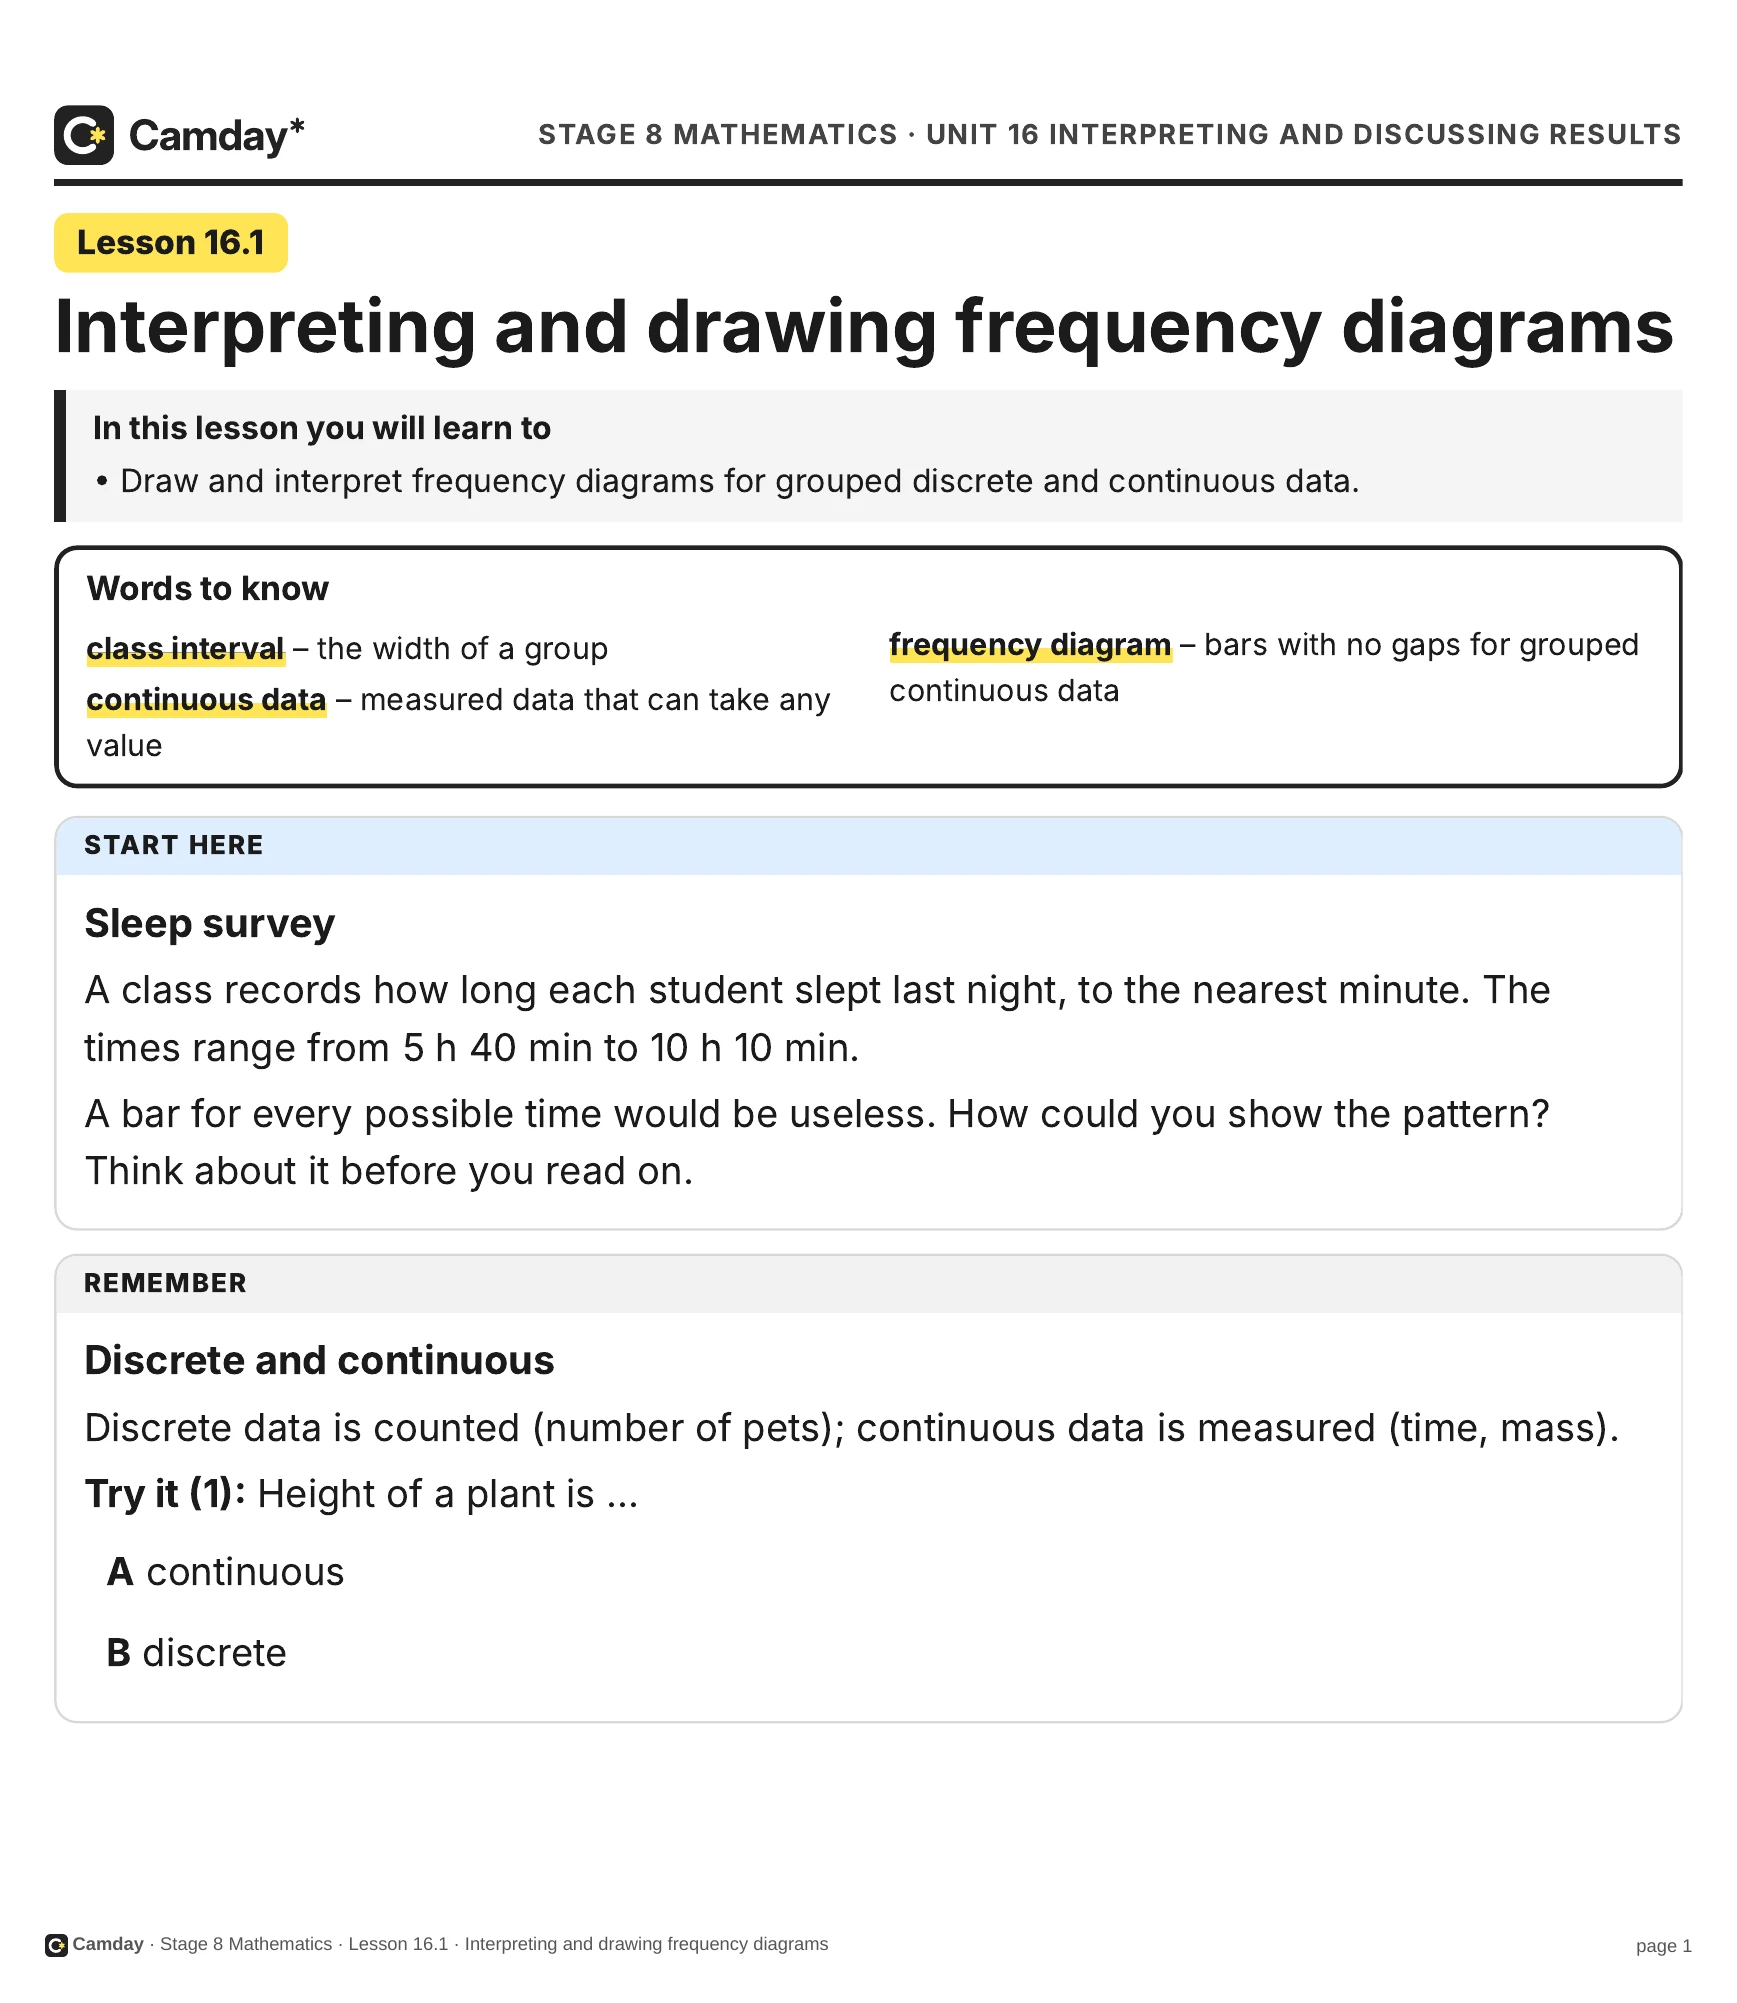 Camday*
STAGE 8 MATHEMATICS · UNIT 16 INTERPRETING AND DISCUSSING RESULTS
Lesson 16.1
Interpreting and drawing frequency diagrams
In this lesson you will learn to
• Draw and interpret frequency diagrams for grouped discrete and continuous data.
Words to know
class interval – the width of a group
continuous data – measured data that can take any
value
frequency diagram – bars with no gaps for grouped
continuous data
START HERE
Sleep survey
A class records how long each student slept last night, to the nearest minute. The
times range from 5 h 40 min to 10 h 10 min.
A bar for every possible time would be useless. How could you show the pattern?
Think about it before you read on.
REMEMBER
Discrete and continuous
Discrete data is counted (number of pets); continuous data is measured (time, mass).
Try it (1): Height of a plant is ...
A continuous
B discrete
Camday · Stage 8 Mathematics · Lesson 16.1 · Interpreting and drawing frequency diagrams
page 1